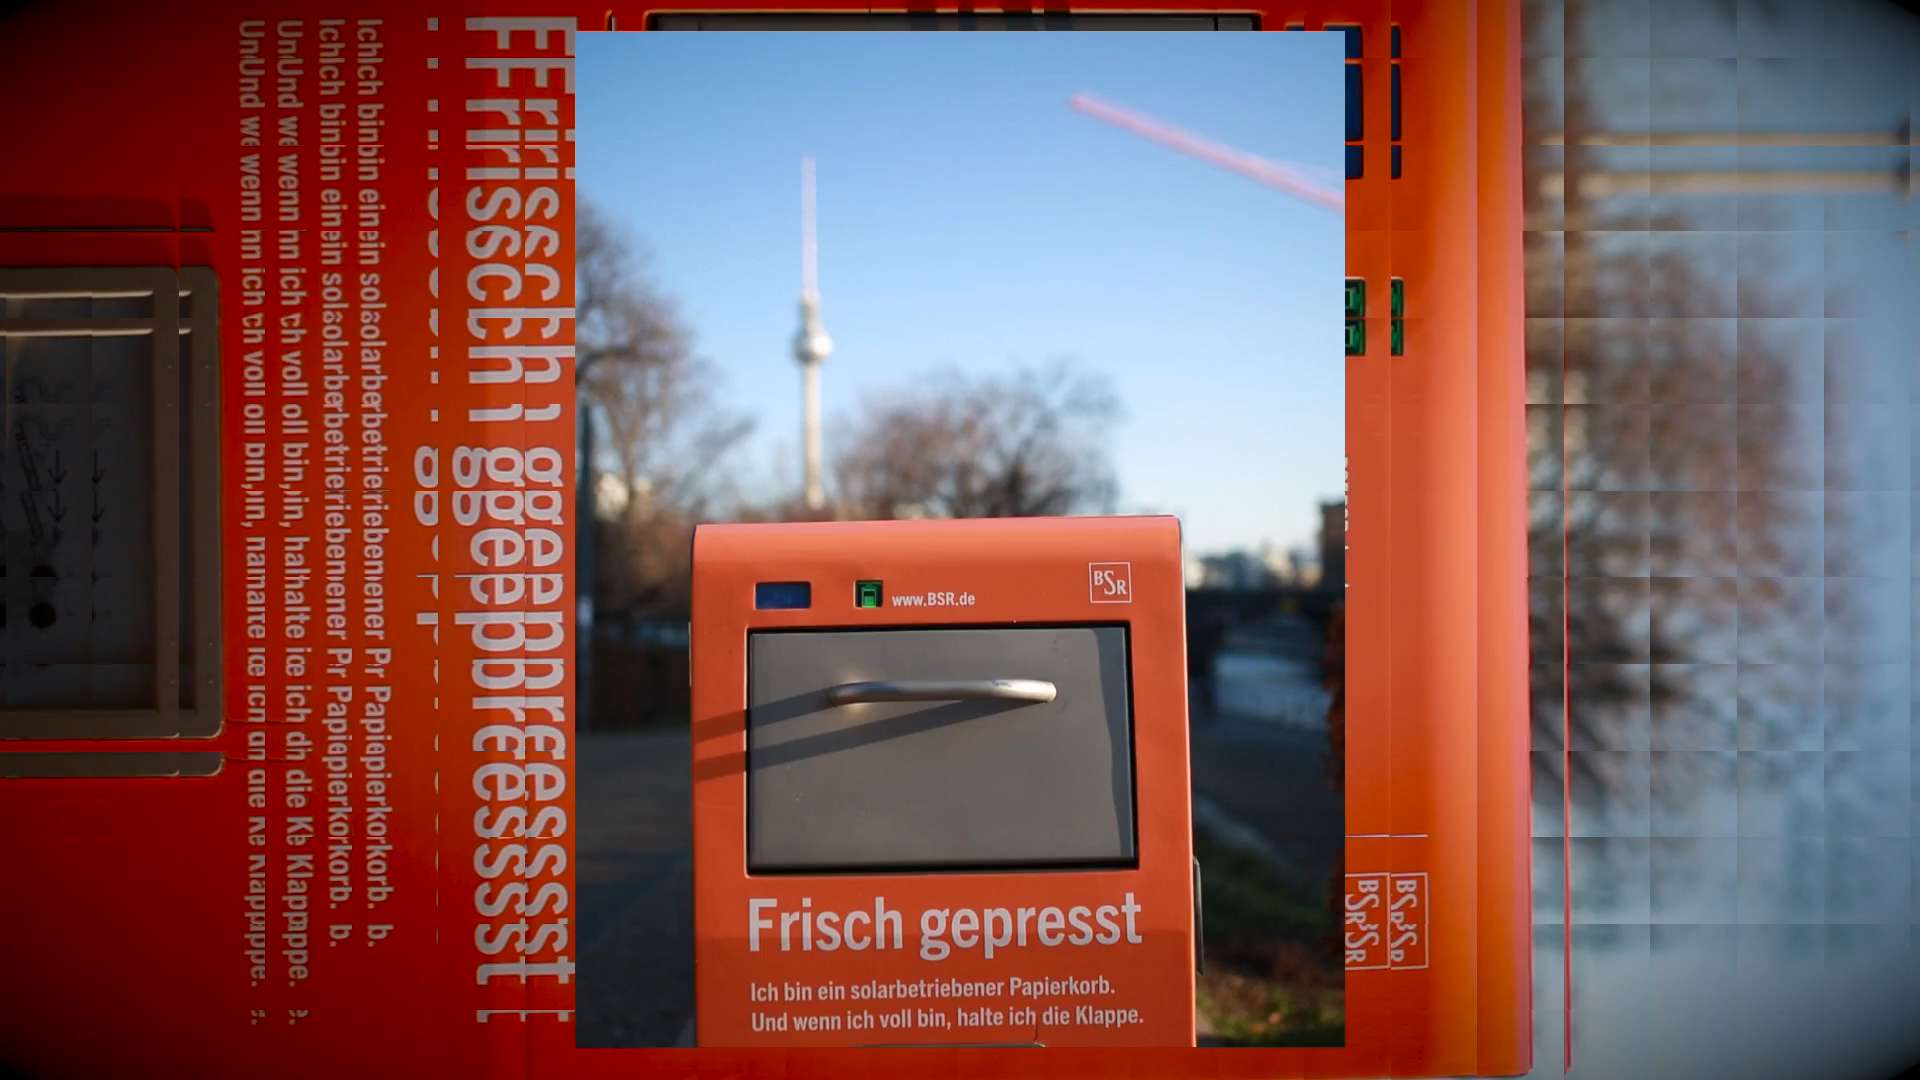 www.BSR.de
BSR
Frisch gepresst
Ich bin ein solarbetriebener Papierkorb.
Und wenn ich voll bin, halte ich die Klappe.